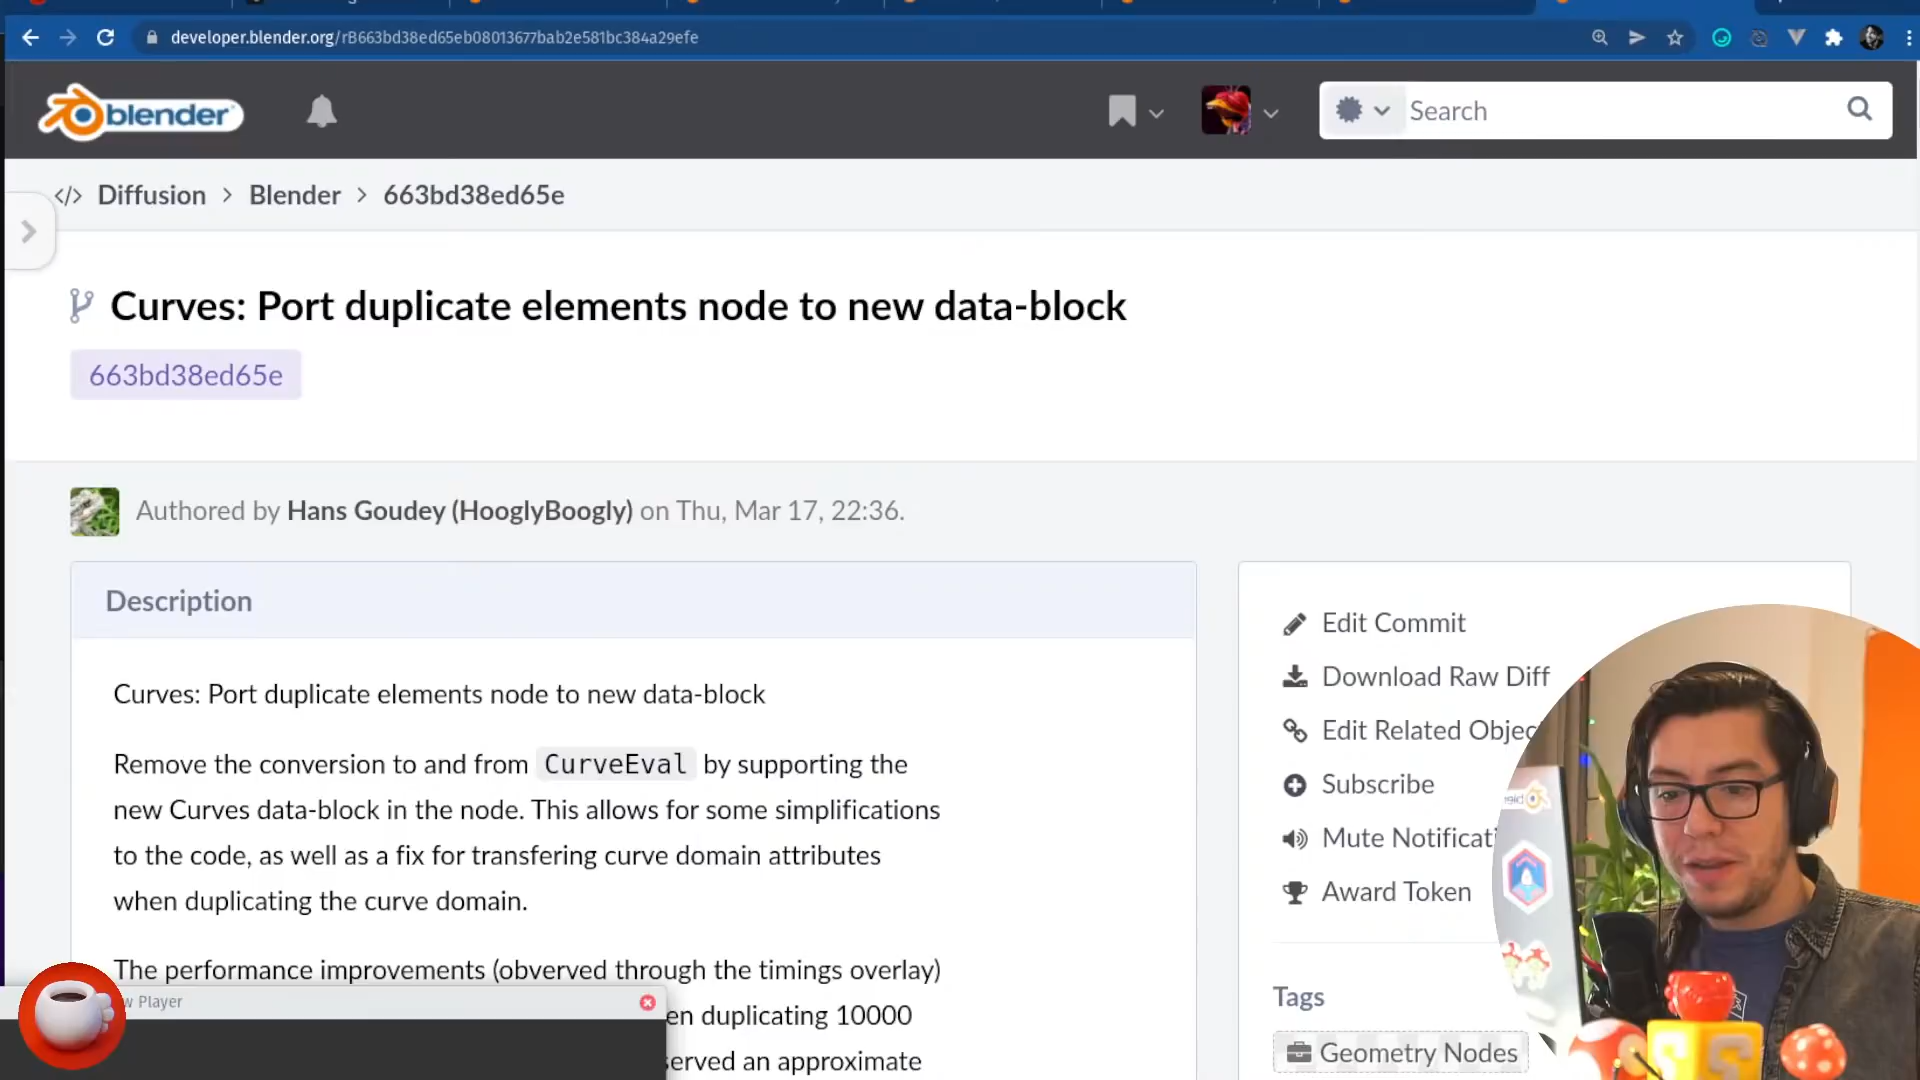 developer.blender.org/rB663bd38ed65eb08013677bab2e581bc384a29efe
blender
Search
</> Diffusion > Blender > 663bd38ed65e
Curves: Port duplicate elements node to new data-block
663bd38ed65e
Authored by Hans Goudey (HooglyBoogly) on Thu, Mar 17, 22:36.
Description
Curves: Port duplicate elements node to new data-block
Remove the conversion to and from CurveEval by supporting the
new Curves data-block in the node. This allows for some simplifications
to the code, as well as a fix for transfering curve domain attributes
when duplicating the curve domain.
The performance improvements (obverved through the timings overlay)
en duplicating 10000
served an approximate
w Player
Edit Commit
Download Raw Diff
Edit Related Objec
Subscribe
Mute Notificati
Award Token
Tags
Geometry Nodes